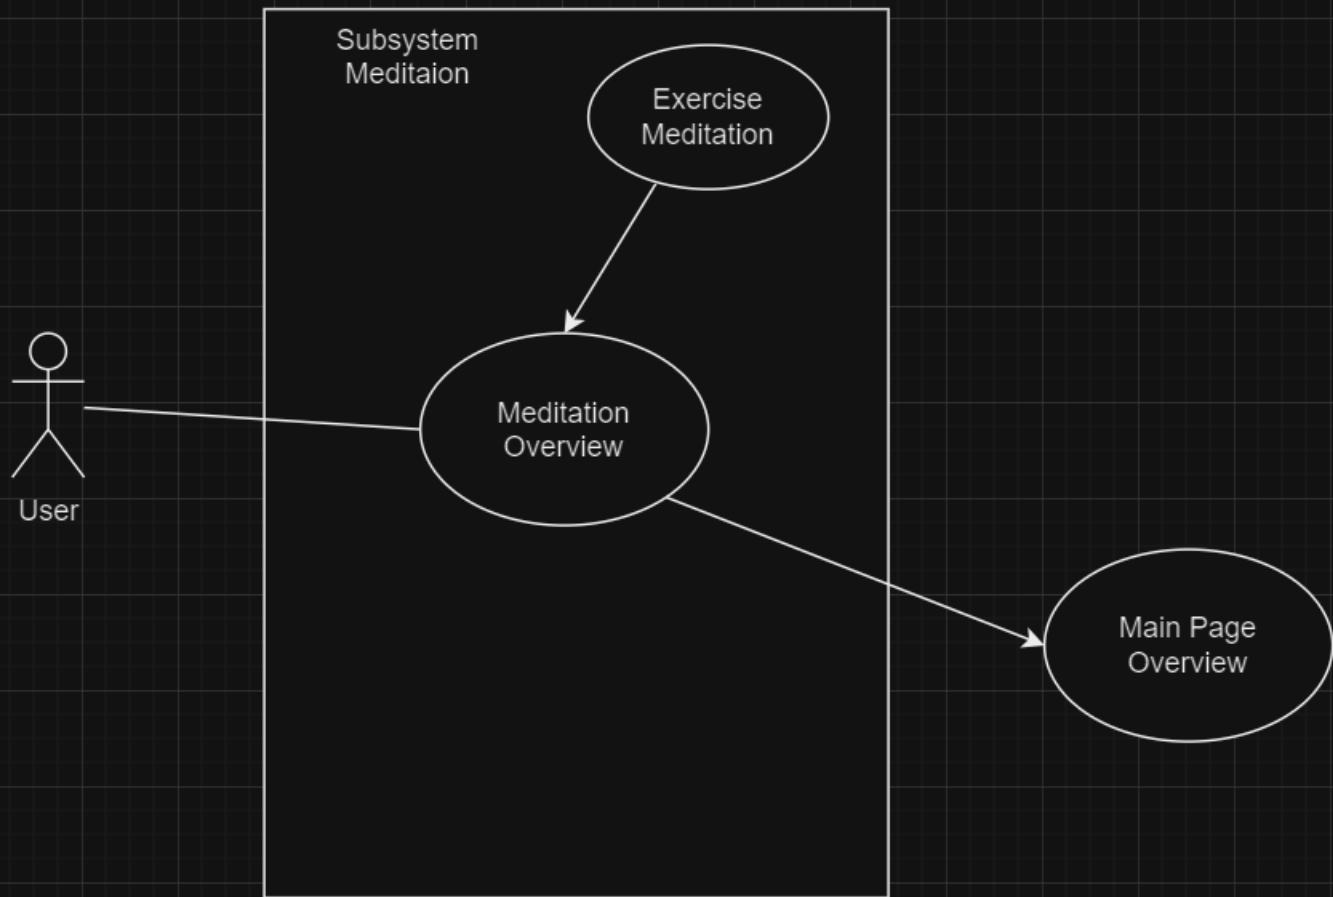 Subsystem
Meditaion
Exercise
Meditation
Meditation
Overview
User
Main Page
Overview